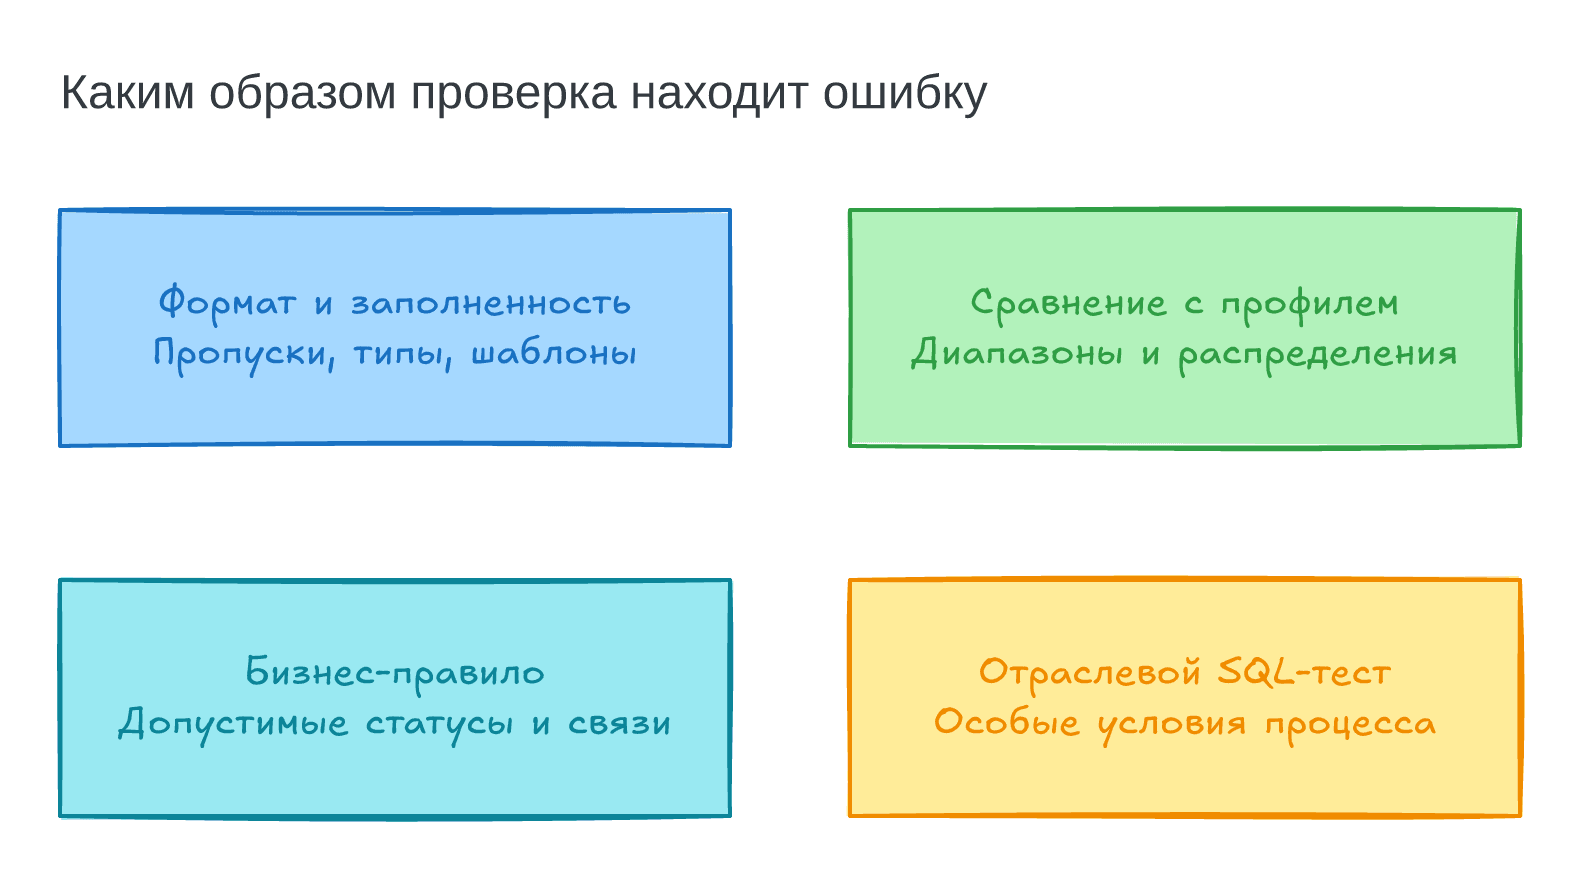 Каким образом проверка находит ошибку
Формат и заполненность
Пропуски, типы, шаблоны
Сравнение с профилем
Диапазоны и распределения
Бизнес-правило
Допустимые статусы и связи
Отраслевой SQL-тест
Особые условия процесса